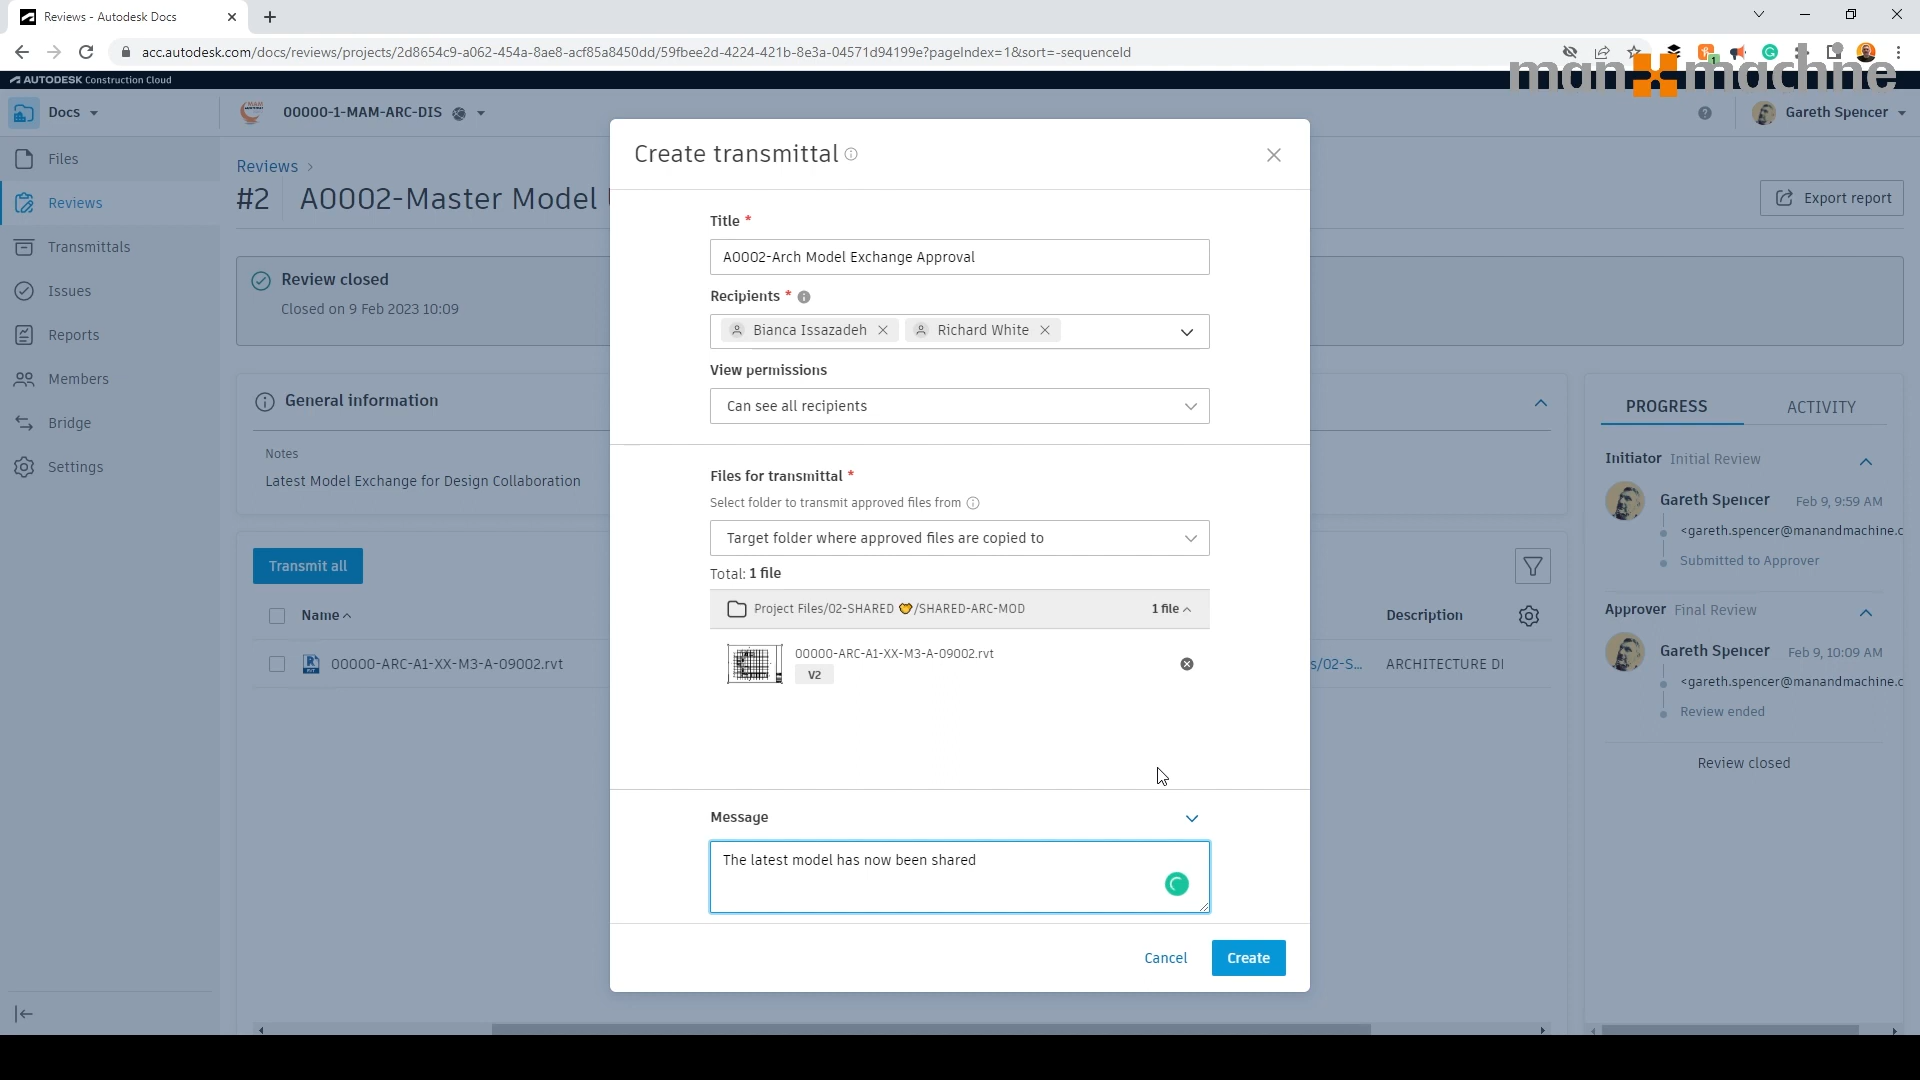 Reviews - Autodesk Docs
acc.autodesk.com/docs/reviews/projects/2d8654c9-a062-454a-8ae8-acf85a8450dd/59fbee2d-4224-421b-8e3a-04571d94199e?pageIndex=1&sort=-sequenceId
1
man machine
AUTODESK Construction Cloud
Docs
00000-1-MAM-ARC-DIS
Gareth Spencer
Files
Reviews
Transmittals
Issues
Reports
Members
Bridge
Settings
Reviews >
#2 A0002-Master Model
Export report
Review closed
Closed on 9 Feb 2023 10:09
General information
Notes
Latest Model Exchange for Design Collaboration
Transmit all
Name
Description
00000-ARC-A1-XX-M3-A-09002.rvt
s/02-S... ARCHITECTURE DI
Create transmittal
Title *
A0002-Arch Model Exchange Approval
Recipients *
Bianca Issazadeh Richard White
View permissions
Can see all recipients
Files for transmittal *
Select folder to transmit approved files from
Target folder where approved files are copied to
Total: 1 file
Project Files/02-SHARED /SHARED-ARC-MOD 1 file
00000-ARC-A1-XX-M3-A-09002.rvt
V2
Message
The latest model has now been shared
Cancel Create
PROGRESS ACTIVITY
Initiator Initial Review
Gareth Spencer Feb 9, 9:59 AM
<gareth.spencer@manandmachine.c
Submitted to Approver
Approver Final Review
Gareth Spencer Feb 9, 10:09 AM
<gareth.spencer@manandmachine.c
Review ended
Review closed